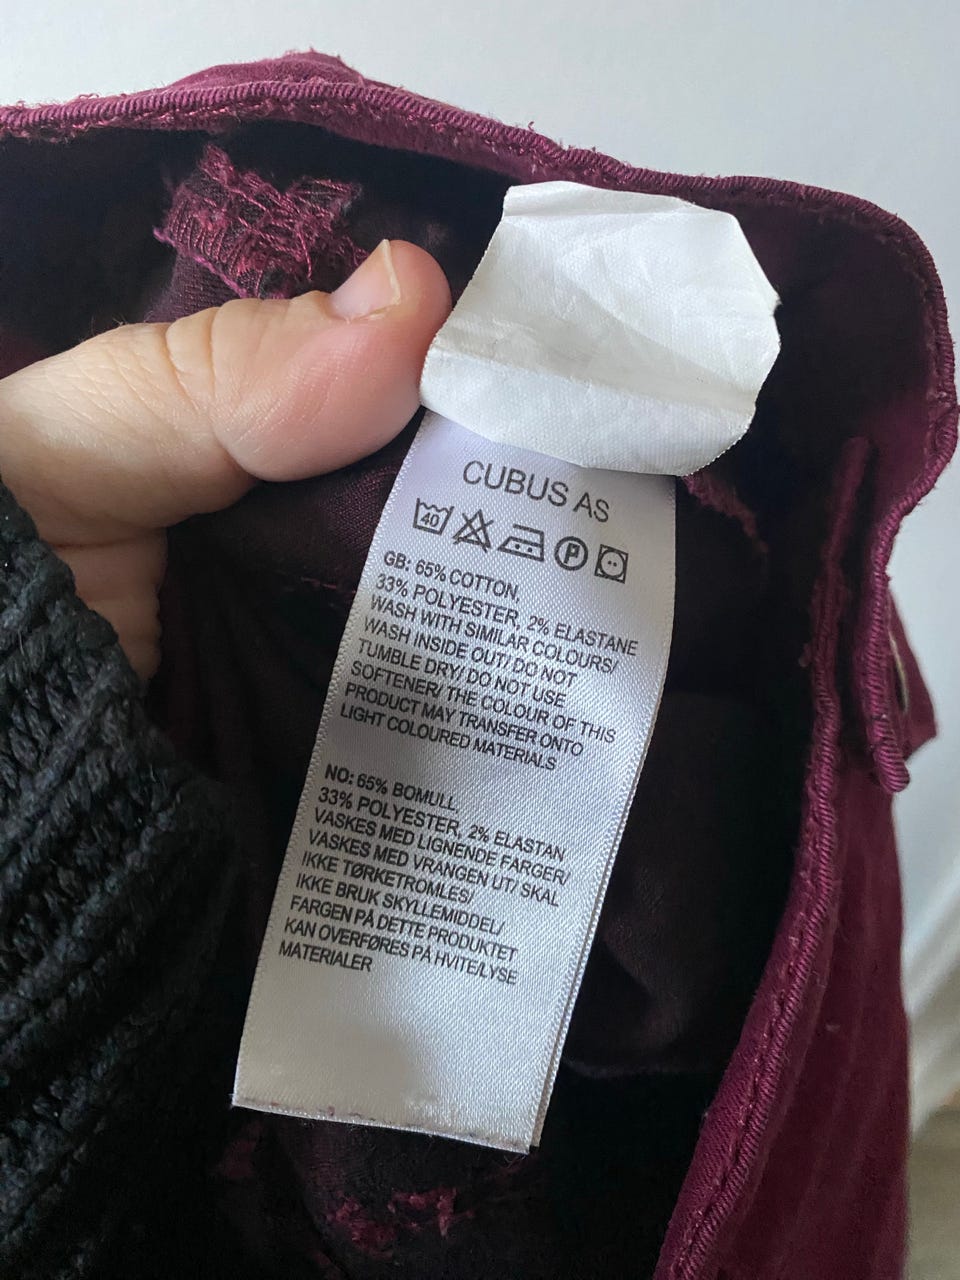 CUBUS AS
40 P
GB: 65% COTTON,
33% POLYESTER, 2% ELASTANE
WASH WITH SIMILAR COLOURS/
WASH INSIDE OUT/ DO NOT
TUMBLE DRY/ DO NOT USE
SOFTENER/ THE COLOUR OF THIS
PRODUCT MAY TRANSFER ONTO
LIGHT COLOURED MATERIALS
NO: 65% BOMULL,
33% POLYESTER, 2% ELASTAN
VASKES MED LIGNENDE FARGER/
VASKES MED VRANGEN UT/ SKAL
IKKE TØRKETROMLES/
IKKE BRUK SKYLLEMIDDEL/
FARGEN PÅ DETTE PRODUKTET
KAN OVERFØRES PÅ HVITE/LYSE
MATERIALER